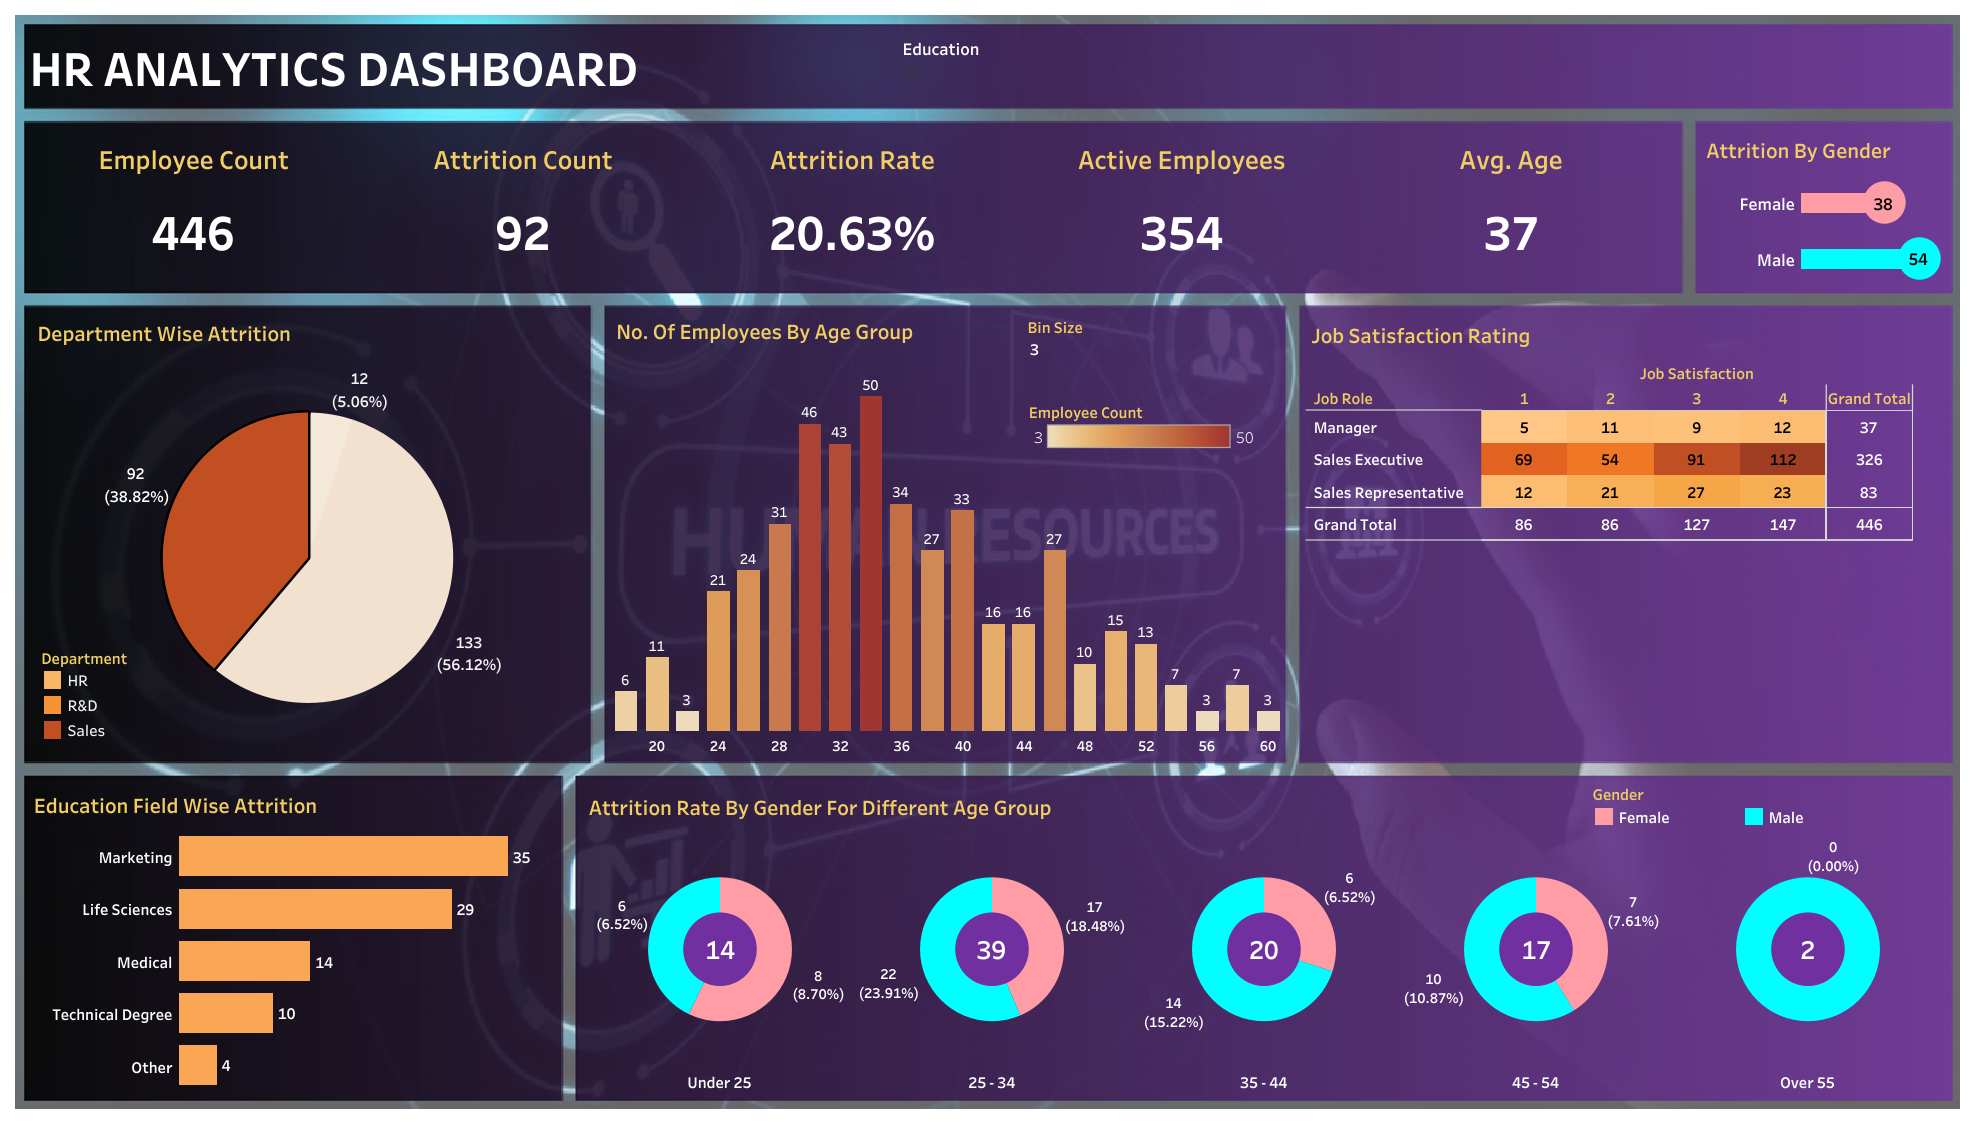 HR ANALYTICS DASHBOARD
Education
Employee Count
Attrition Count
Attrition Rate
Active Employees
Avg. Age
446
92
20.63%
354
37
Attrition By Gender
Female 38
Male 54
Department Wise Attrition
12
(5.06%)
92
(38.82%)
133
(56.12%)
Department
HR
R&D
Sales
No. Of Employees By Age Group
Bin Size
3
Employee Count
3 50
6
11
3
21
24
31
46
43
50
34
27
33
16
16
27
10
15
13
7
3
7
3
20 24 28 32 36 40 44 48 52 56 60
HUMAN RESOURCES
Job Satisfaction Rating
Job Satisfaction
Job Role 1 2 3 4 Grand Total
Manager 5 11 9 12 37
Sales Executive 69 54 91 112 326
Sales Representative 12 21 27 23 83
Grand Total 86 86 127 147 446
Education Field Wise Attrition
Marketing 35
Life Sciences 29
Medical 14
Technical Degree 10
Other 4
Attrition Rate By Gender For Different Age Group
Gender
Female Male
6
(6.52%)
14
8
(8.70%)
17
(18.48%)
39
22
(23.91%)
6
(6.52%)
20
14
(15.22%)
7
(7.61%)
17
10
(10.87%)
0
(0.00%)
2
Under 25 25 - 34 35 - 44 45 - 54 Over 55